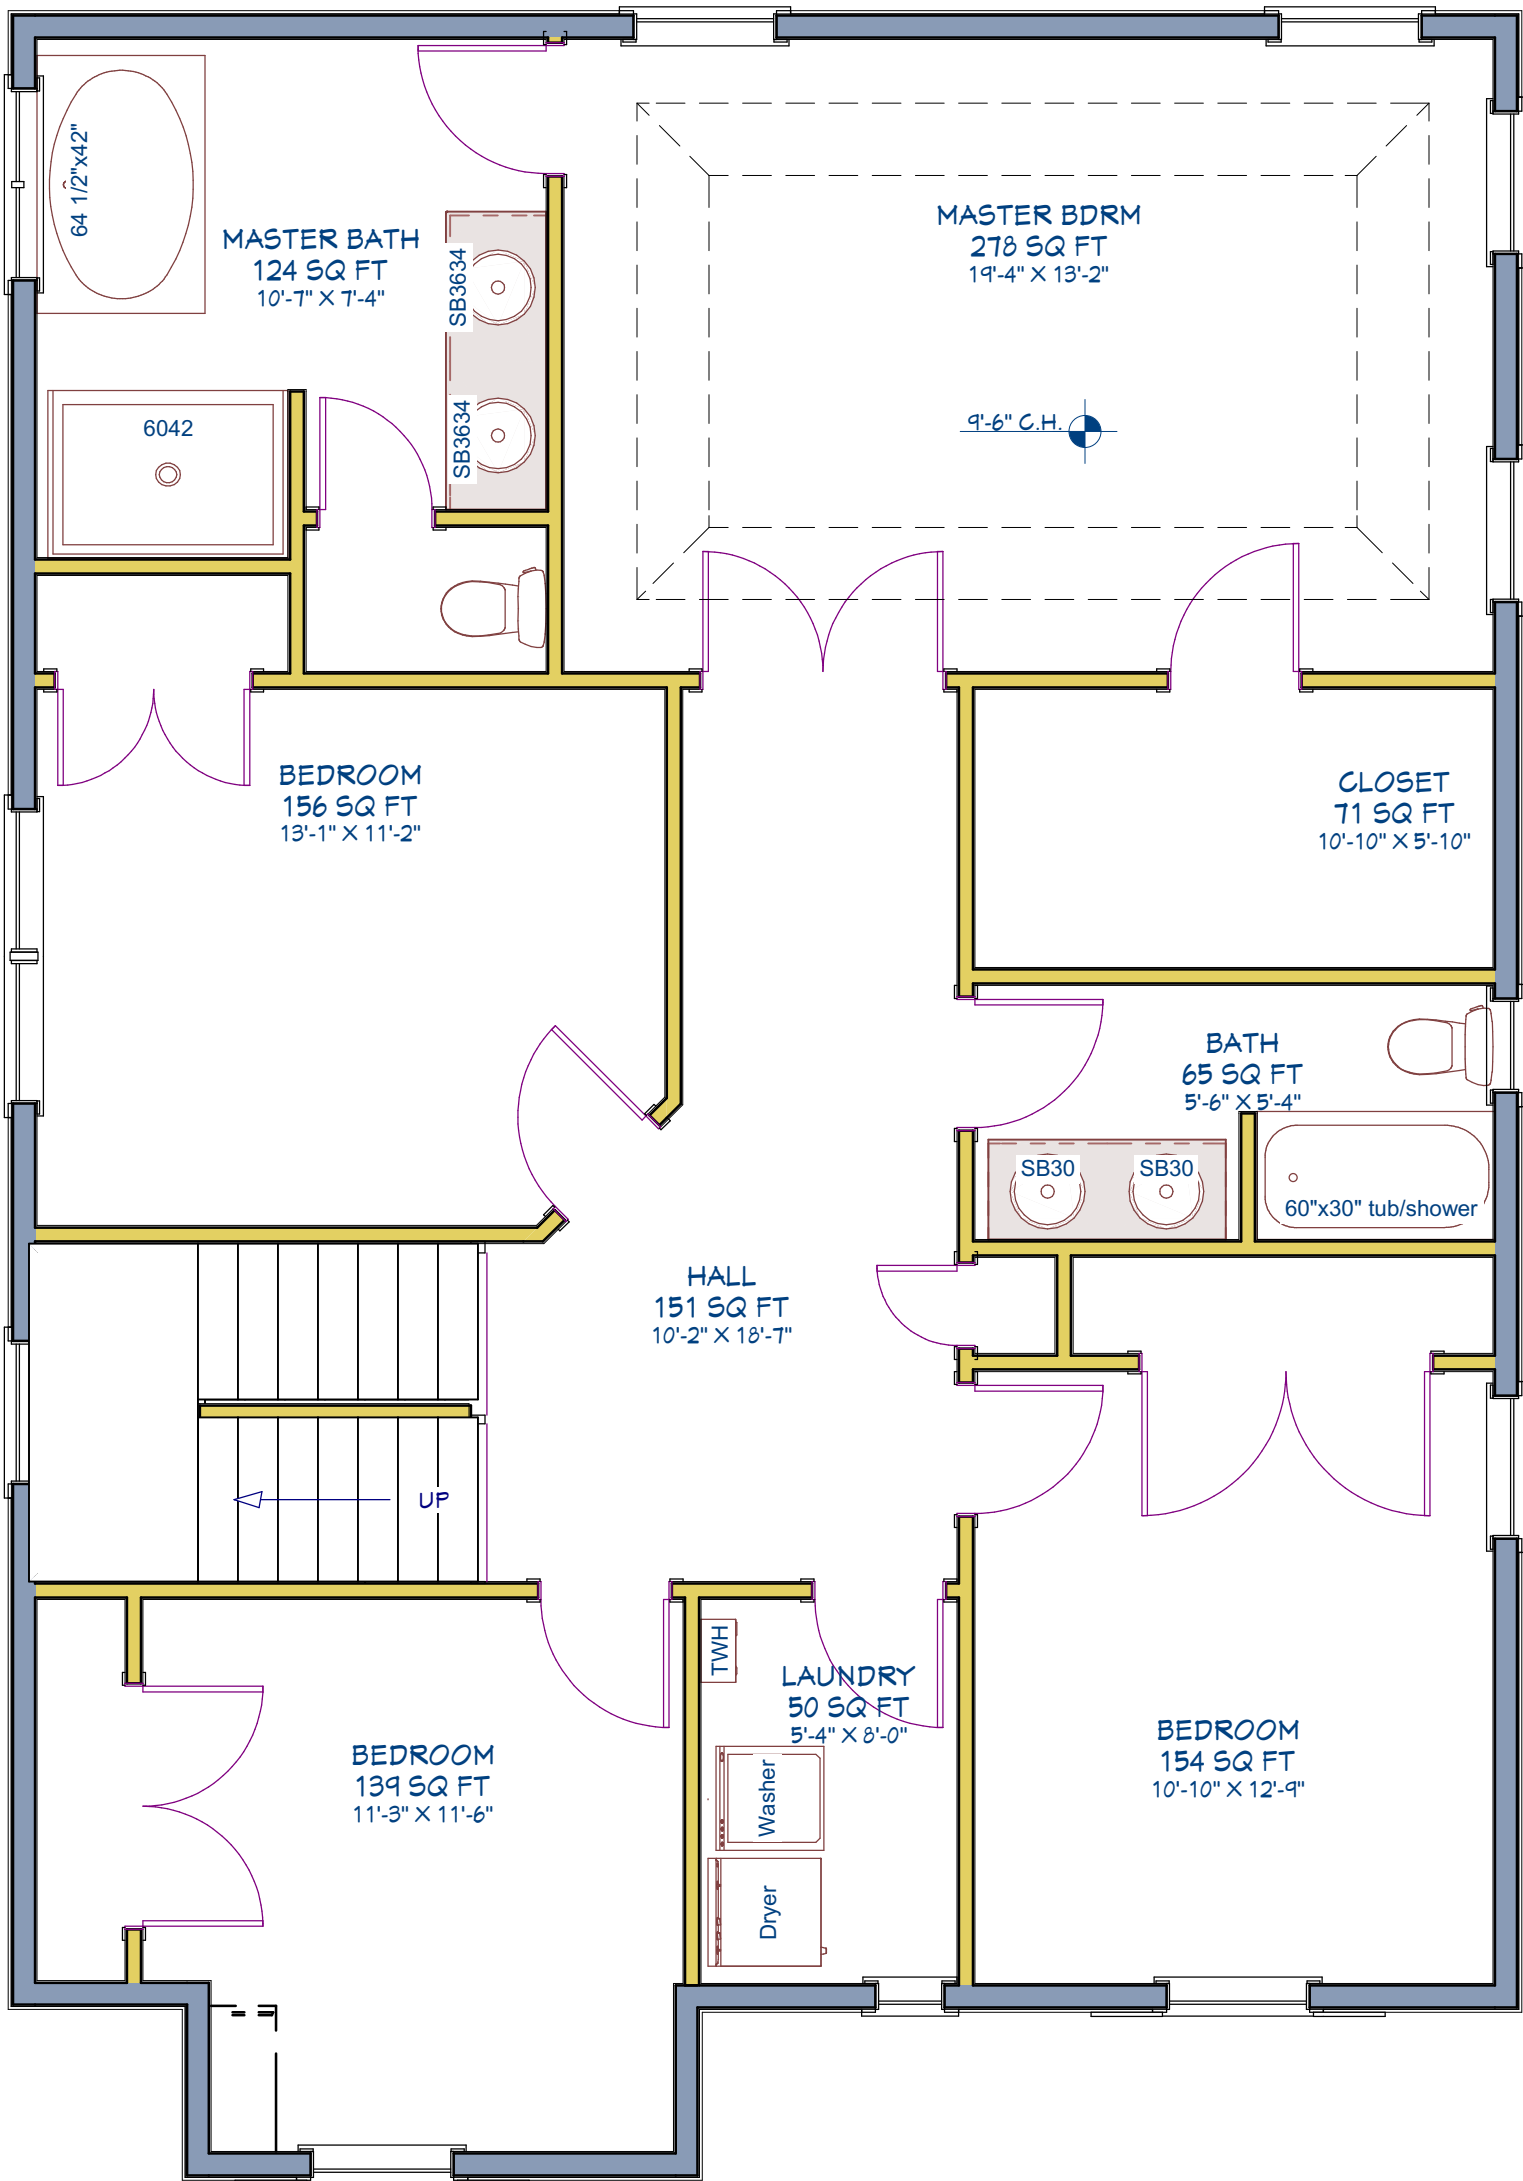 64 1/2"x42"
MASTER BATH
124 SQ FT
10'-7" X 7'-4"
SB3634
SB3634
6042
MASTER BDRM
278 SQ FT
19'-4" X 13'-2"
9'-6" C.H.
BEDROOM
156 SQ FT
13'-1" X 11'-2"
CLOSET
71 SQ FT
10'-10" X 5'-10"
BATH
65 SQ FT
5'-6" X 5'-4"
SB30
SB30
60"x30" tub/shower
HALL
151 SQ FT
10'-2" X 18'-7"
UP
TWH
LAUNDRY
50 SQ FT
5'-4" X 8'-0"
Washer
Dryer
BEDROOM
139 SQ FT
11'-3" X 11'-6"
BEDROOM
154 SQ FT
10'-10" X 12'-9"